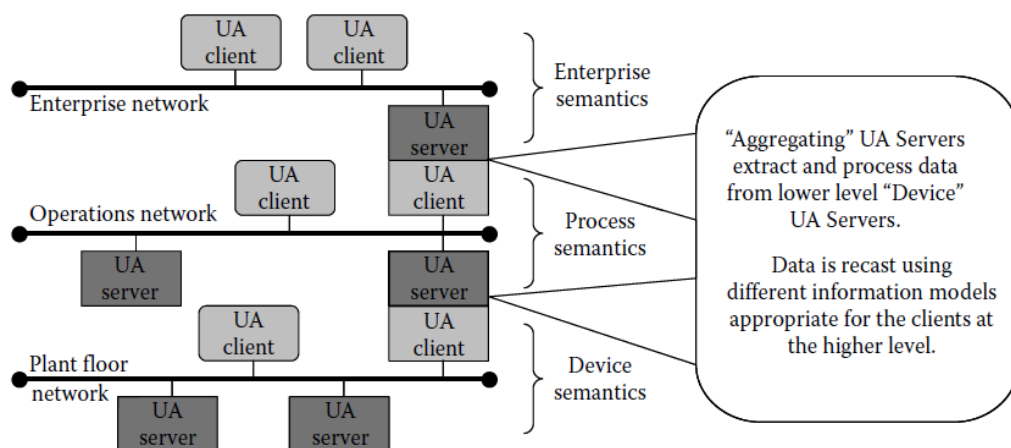 UA
client
UA
client
Enterprise network
Enterprise
semantics
UA
server
UA
client
UA
client
Operations network
Process
semantics
UA
server
UA
server
UA
client
UA
client
Plant floor
network
Device
semantics
UA
server
UA
server
“Aggregating” UA Servers
extract and process data
from lower level “Device”
UA Servers.
Data is recast using
different information models
appropriate for the clients at
the higher level.